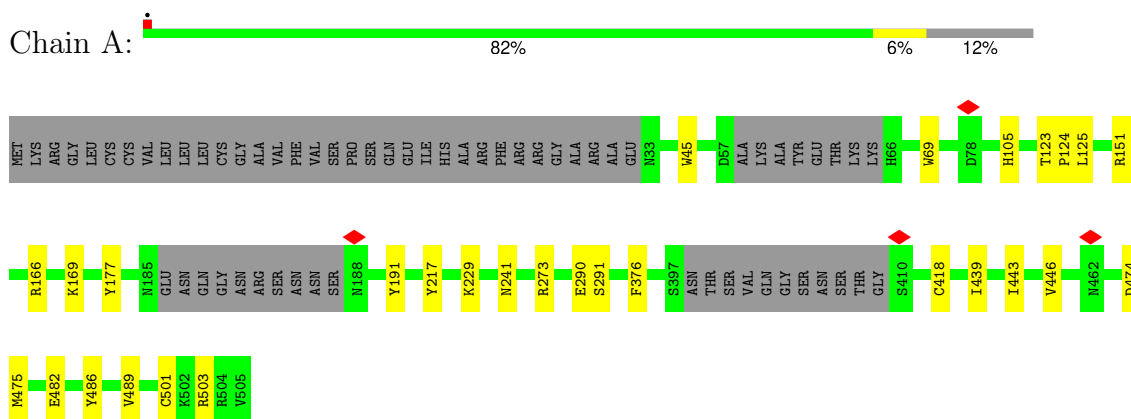 Chain A:
82% 6% 12%
MET LYS ARG GLY LEU CYS CYS VAL LEU LEU LEU CYS GLY ALA VAL PHE VAL SER PRO SER GLN GLU ILE HIS ALA ARG PHE ARG ARG GLY ALA ARG ALA GLU N33 W45 D57 ALA LYS ALA TYR GLU THR LYS LYS H66 W69 D78 H105 T123 P124 L125 R151
R166 K169 Y177 N185 GLU ASN ASN GLN GLY ASN ARG SER ASN ASN SER N188 Y191 Y217 K229 N241 R273 E290 S291 F376 S397 ASN THR SER VAL GLN GLY SER ASN SER THR GLY S410 C418 I439 I443 V446 N462 D474
M475 E482 Y486 V489 C501 K502 R503 R504 V505